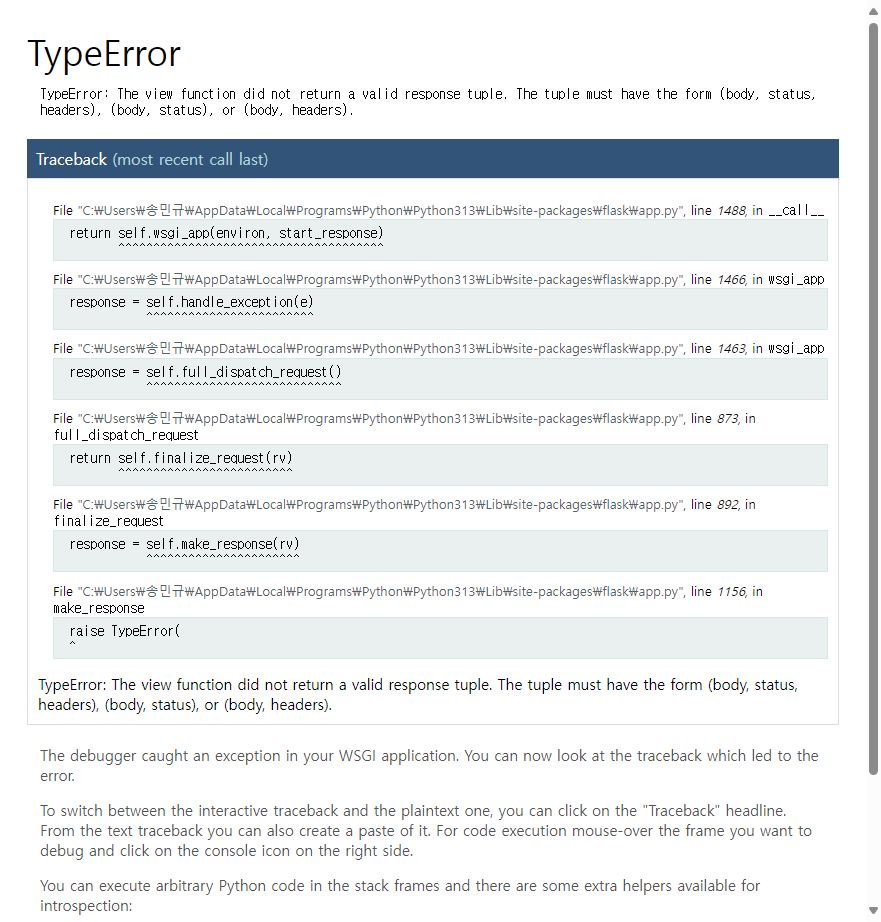 TypeError
TypeError: The view function did not return a valid response tuple. The tuple must have the form (body, status,
headers), (body, status), or (body, headers).
Traceback (most recent call last)
File "C:₩Users₩송민규₩AppData₩Local₩Programs₩Python₩Python313₩Lib₩site-packages₩flask₩app.py", line 1488, in __call__
return self.wsgi_app(environ, start_response)
^^^^^^^^^^^^^^^^^^^^^^^^^^^^^^^^^^^^^^
File "C:₩Users₩송민규₩AppData₩Local₩Programs₩Python₩Python313₩Lib₩site-packages₩flask₩app.py", line 1466, in wsgi_app
response = self.handle_exception(e)
^^^^^^^^^^^^^^^^^^^^^^^^
File "C:₩Users₩송민규₩AppData₩Local₩Programs₩Python₩Python313₩Lib₩site-packages₩flask₩app.py", line 1463, in wsgi_app
response = self.full_dispatch_request()
^^^^^^^^^^^^^^^^^^^^^^^^^^^^
File "C:₩Users₩송민규₩AppData₩Local₩Programs₩Python₩Python313₩Lib₩site-packages₩flask₩app.py", line 873, in
full_dispatch_request
return self.finalize_request(rv)
^^^^^^^^^^^^^^^^^^^^^^^^^
File "C:₩Users₩송민규₩AppData₩Local₩Programs₩Python₩Python313₩Lib₩site-packages₩flask₩app.py", line 892, in
finalize_request
response = self.make_response(rv)
^^^^^^^^^^^^^^^^^^^^^^
File "C:₩Users₩송민규₩AppData₩Local₩Programs₩Python₩Python313₩Lib₩site-packages₩flask₩app.py", line 1156, in
make_response
raise TypeError(
^
TypeError: The view function did not return a valid response tuple. The tuple must have the form (body, status,
headers), (body, status), or (body, headers).
The debugger caught an exception in your WSGI application. You can now look at the traceback which led to the
error.
To switch between the interactive traceback and the plaintext one, you can click on the "Traceback" headline.
From the text traceback you can also create a paste of it. For code execution mouse-over the frame you want to
debug and click on the console icon on the right side.
You can execute arbitrary Python code in the stack frames and there are some extra helpers available for
introspection: